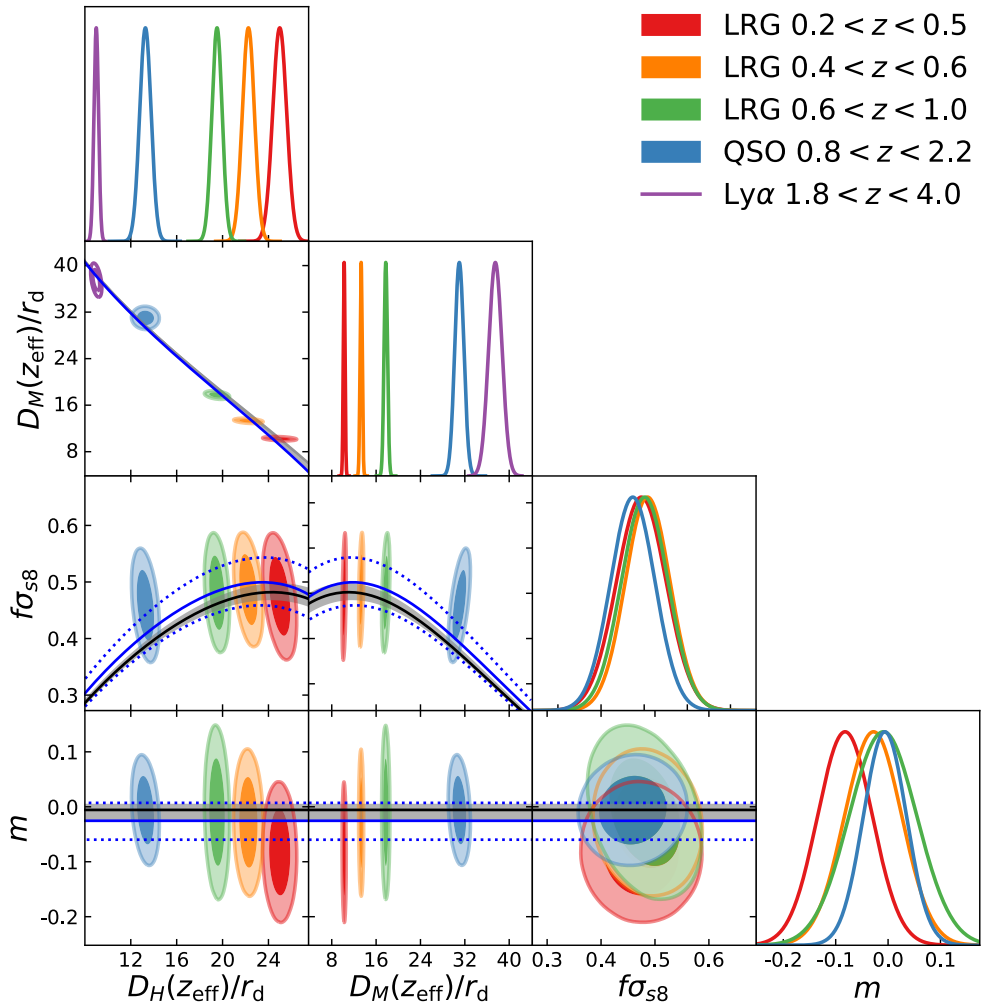 LRG 0.2 < z < 0.5
LRG 0.4 < z < 0.6
LRG 0.6 < z < 1.0
QSO 0.8 < z < 2.2
Lyα 1.8 < z < 4.0
40
32
24
16
8
D_M(z_eff)/r_d
0.6
0.5
0.4
0.3
fσ_s8
0.1
0.0
-0.1
-0.2
m
12 18 24
8 16 24 32 40
0.4 0.5 0.6
-0.2 -0.1 0.0 0.1
D_H(z_eff)/r_d
D_M(z_eff)/r_d
fσ_s8
m